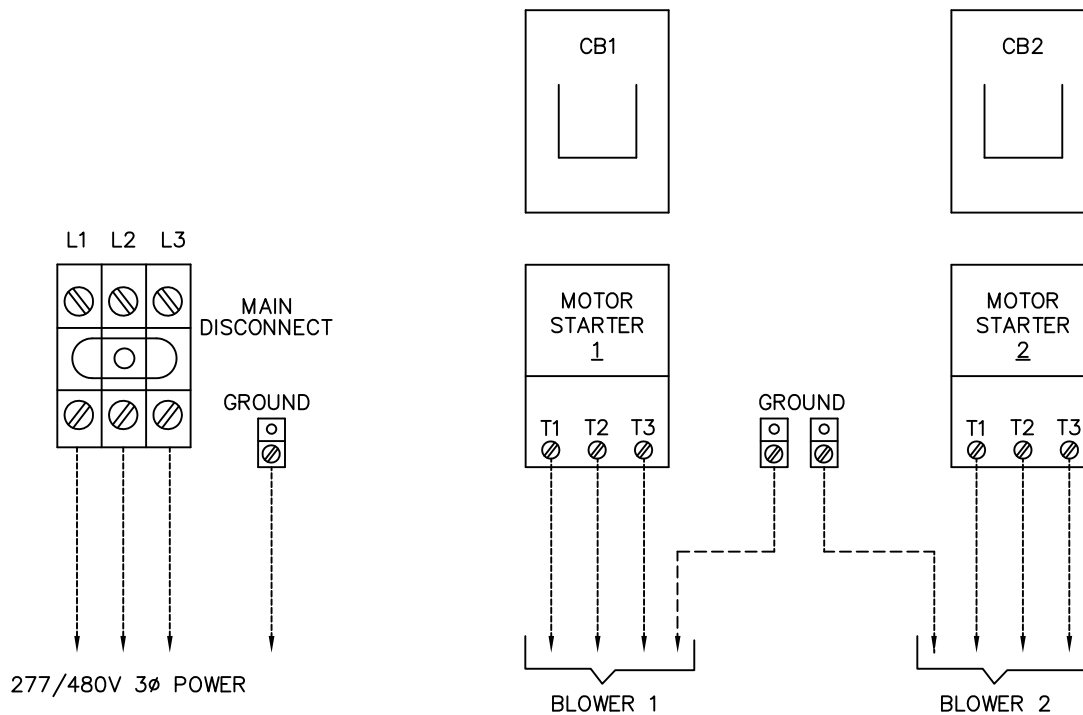 CB1
CB2
L1 L2 L3
MAIN
DISCONNECT
GROUND
MOTOR
STARTER
1
T1 T2 T3
GROUND
MOTOR
STARTER
2
T1 T2 T3
277/480V 3ø POWER
BLOWER 1
BLOWER 2